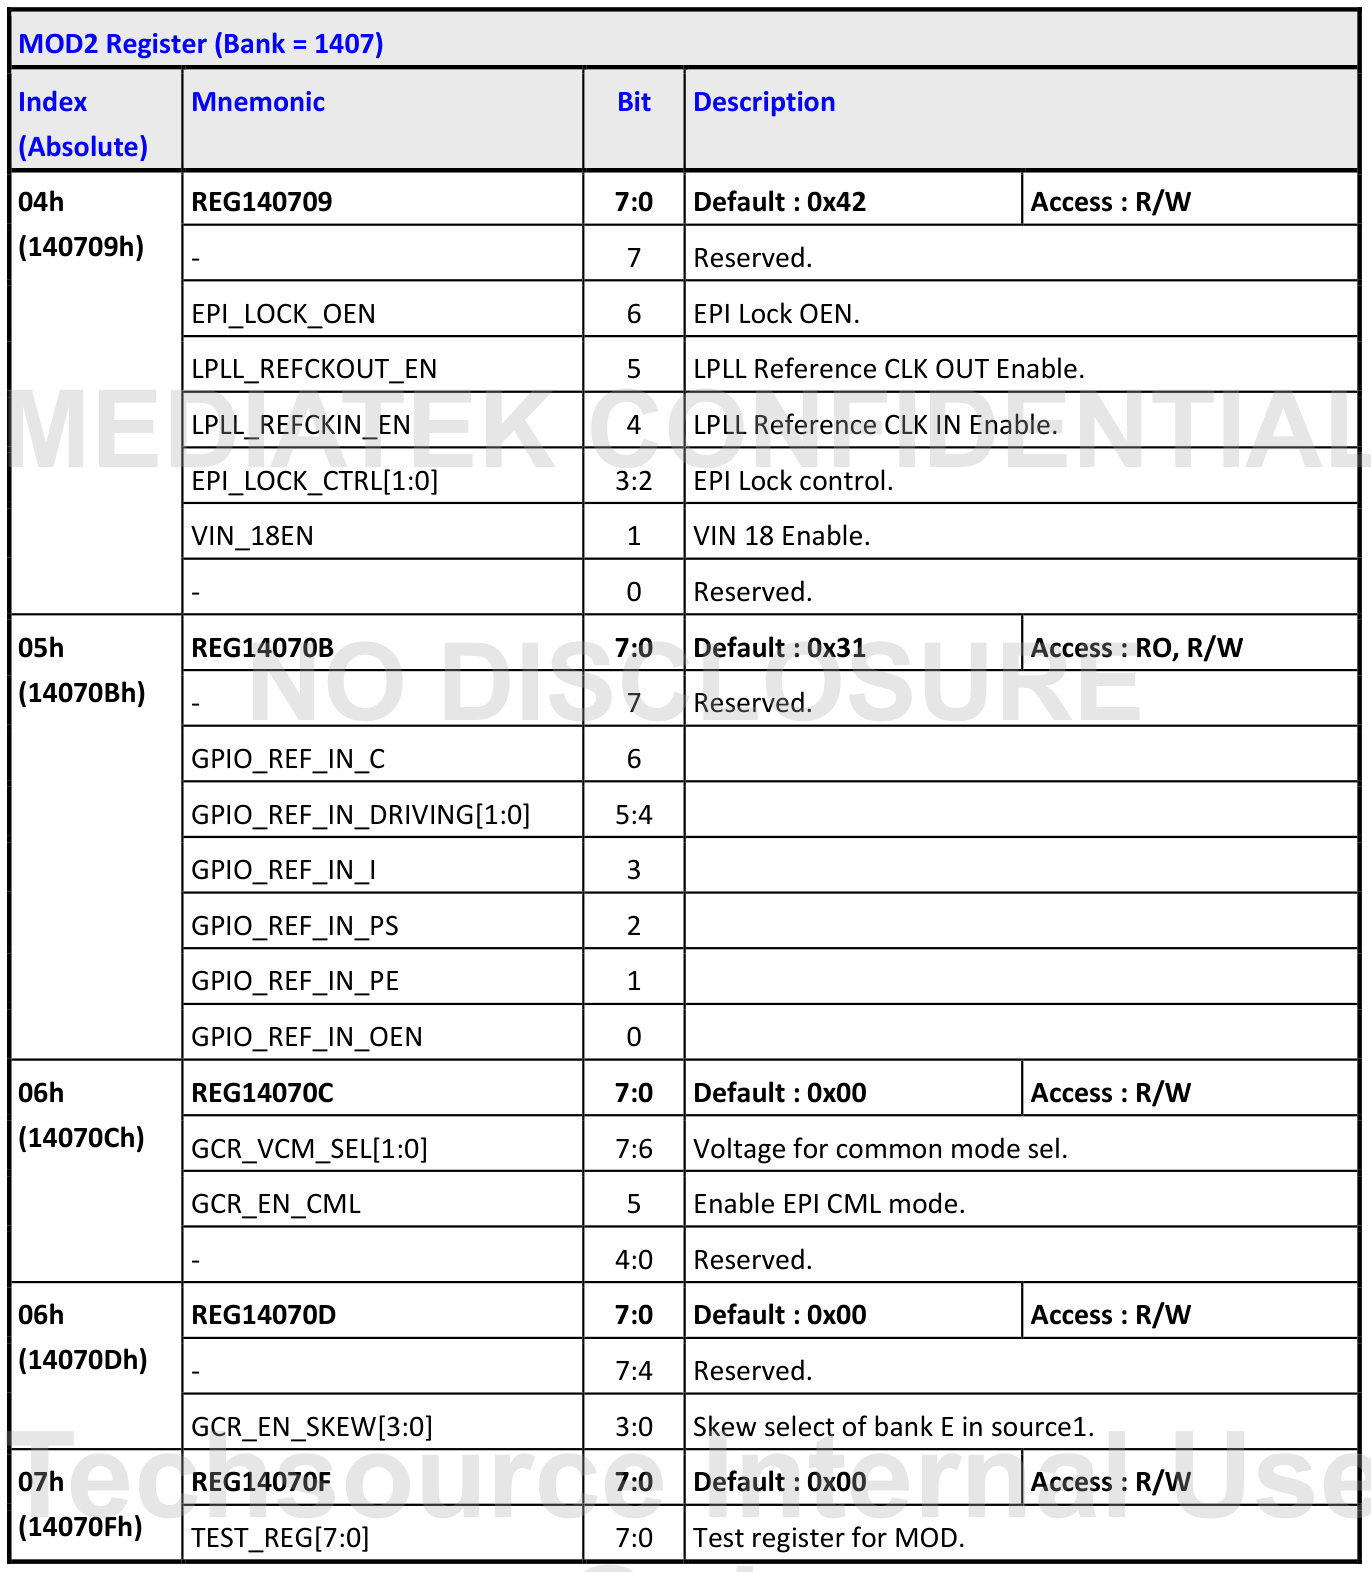 MOD2 Register (Bank = 1407)
Index (Absolute) Mnemonic Bit Description
04h (140709h) REG140709 7:0 Default : 0x42 Access : R/W
- 7 Reserved.
EPI_LOCK_OEN 6 EPI Lock OEN.
LPLL_REFCKOUT_EN 5 LPLL Reference CLK OUT Enable.
MEDIATEK CONFIDENTIAL
LPLL_REFCKIN_EN 4 LPLL Reference CLK IN Enable.
EPI_LOCK_CTRL[1:0] 3:2 EPI Lock control.
VIN_18EN 1 VIN 18 Enable.
- 0 Reserved.
05h (14070Bh) REG14070B 7:0 Default : 0x31 Access : RO, R/W
NO DISCLOSURE
- 7 Reserved.
GPIO_REF_IN_C 6
GPIO_REF_IN_DRIVING[1:0] 5:4
GPIO_REF_IN_I 3
GPIO_REF_IN_PS 2
GPIO_REF_IN_PE 1
GPIO_REF_IN_OEN 0
06h (14070Ch) REG14070C 7:0 Default : 0x00 Access : R/W
GCR_VCM_SEL[1:0] 7:6 Voltage for common mode sel.
GCR_EN_CML 5 Enable EPI CML mode.
- 4:0 Reserved.
06h (14070Dh) REG14070D 7:0 Default : 0x00 Access : R/W
- 7:4 Reserved.
GCR_EN_SKEW[3:0] 3:0 Skew select of bank E in source1.
Techsource Internal Use
07h (14070Fh) REG14070F 7:0 Default : 0x00 Access : R/W
TEST_REG[7:0] 7:0 Test register for MOD.